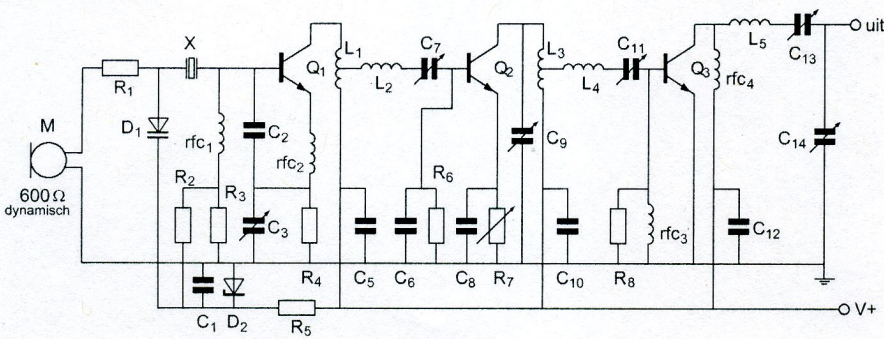 L₁
C₇
L₃
C₁₁
L₅
C₁₃
uit
X
Q₁
L₂
Q₂
L₄
Q₃
rfc₄
R₁
M
D₁
rfc₁
C₂
rfc₂
C₉
C₁₄
600 Ω
dynamisch
R₂
R₃
C₃
R₆
rfc₃
C₁₂
R₄
C₅
C₆
C₈
R₇
C₁₀
R₈
C₁
D₂
R₅
V+